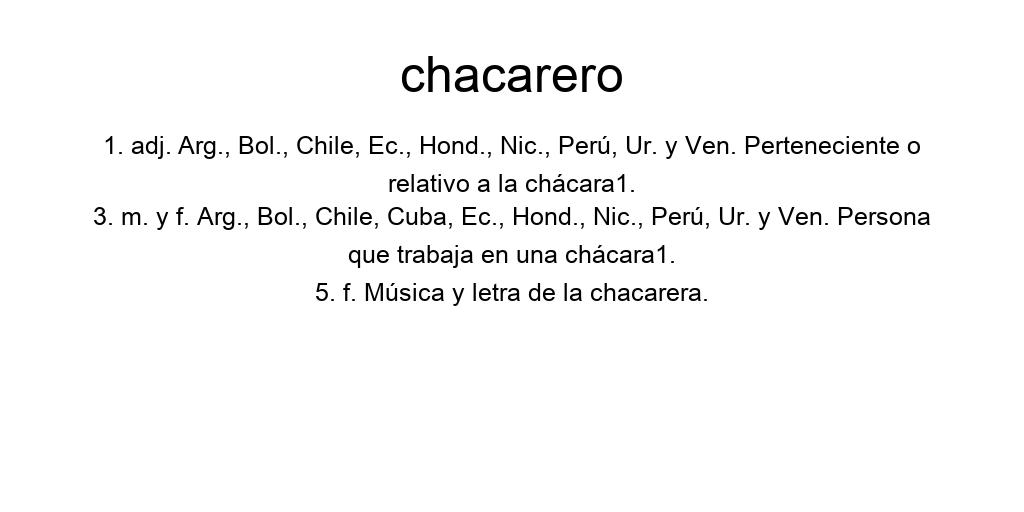 chacarero
1. adj. Arg., Bol., Chile, Ec., Hond., Nic., Perú, Ur. y Ven. Perteneciente o
relativo a la chácara1.
3. m. y f. Arg., Bol., Chile, Cuba, Ec., Hond., Nic., Perú, Ur. y Ven. Persona
que trabaja en una chácara1.
5. f. Música y letra de la chacarera.